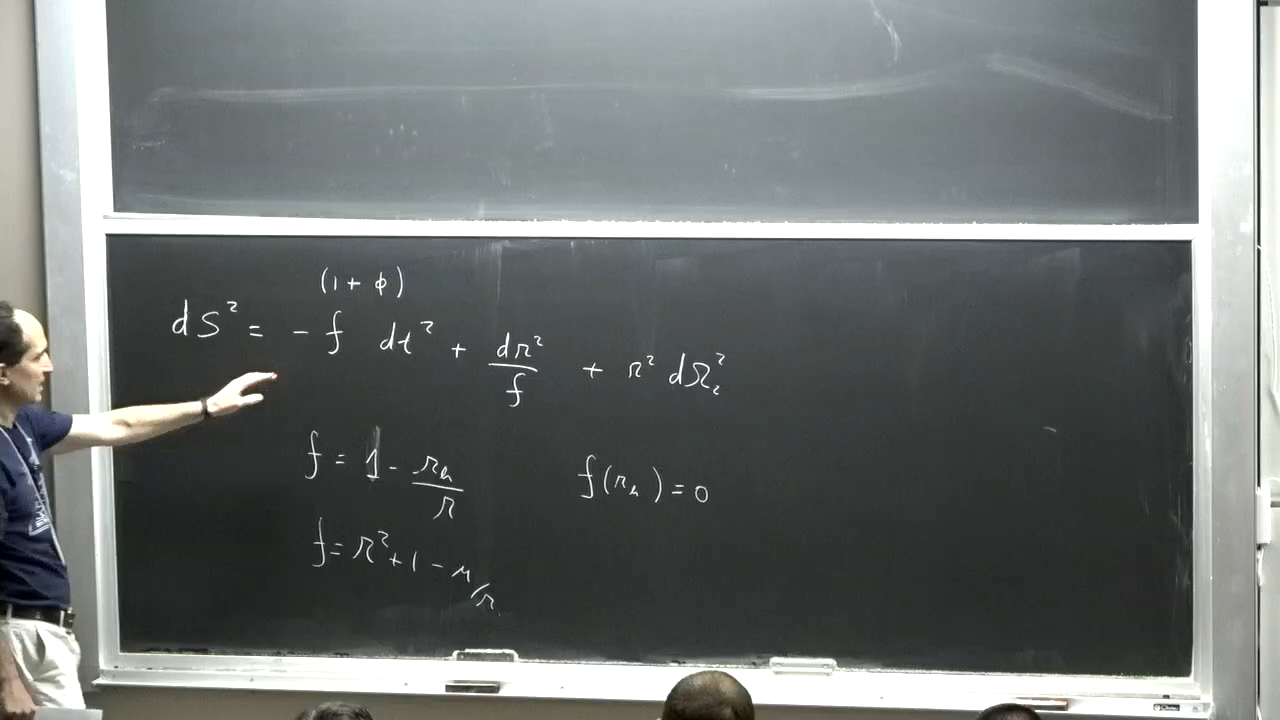 (1 + ϕ)
dS² = - f dt² + dr²/f + r² dΩ₂²
f = 1 - r_h/r f(r_h) = 0
f = r² + 1 - μ/r